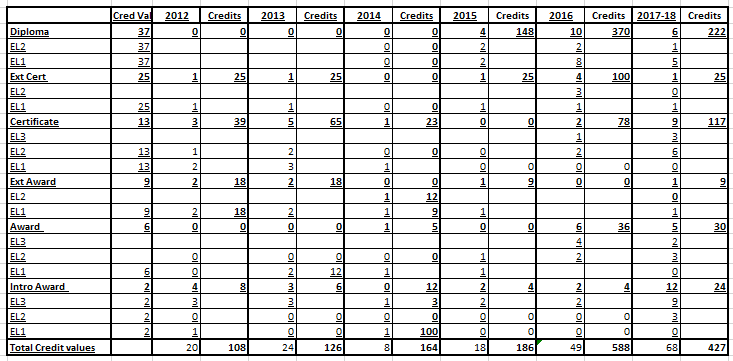 Cred Val 2012 Credits 2013 Credits 2014 Credits 2015 Credits 2016 Credits 2017-18 Credits
Diploma 37 0 0 0 0 0 0 4 148 10 370 6 222
EL2 37 0 0 2 2 1
EL1 37 0 0 2 8 5
Ext Cert 25 1 25 1 25 0 0 1 25 4 100 1 25
EL2 3 0
EL1 25 1 1 0 0 1 1 1
Certificate 13 3 39 5 65 1 23 0 0 2 78 9 117
EL3 1 3
EL2 13 1 2 0 0 0 2 6
EL1 13 2 3 1 0 0 0 0 0
Ext Award 9 2 18 2 18 0 0 1 9 0 0 1 9
EL2 1 12 0
EL1 9 2 18 2 1 9 1 1
Award 6 0 0 0 0 1 5 0 0 6 36 5 30
EL3 4 2
EL2 0 0 0 0 0 1 2 3
EL1 6 0 2 12 1 1 0
Intro Award 2 4 8 3 6 0 12 2 4 2 4 12 24
EL3 2 3 3 1 3 2 2 9
EL2 0 0 0 0 0 0 0 0 0 0 3
EL1 2 1 0 0 1 100 0 0 0 0 0
Total Credit values 20 108 24 126 8 164 18 186 49 588 68 427